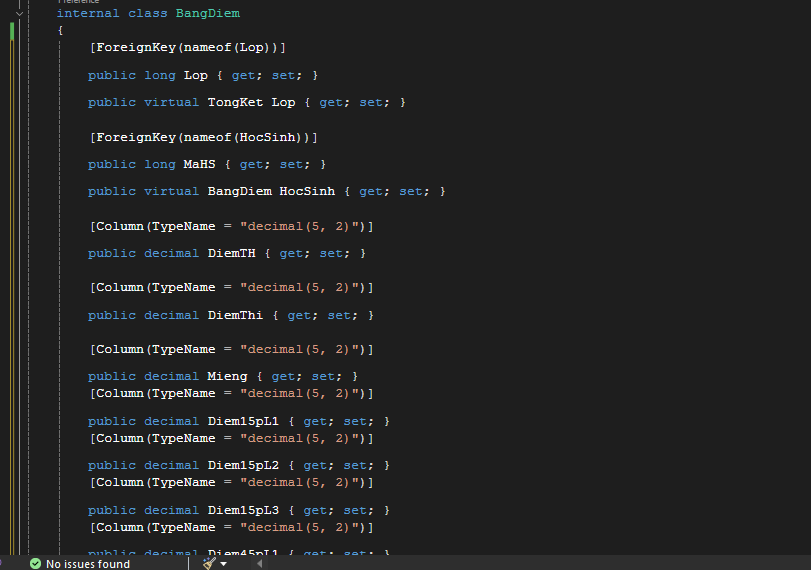 1 reference
internal class BangDiem
{
[ForeignKey(nameof(Lop))]
public long Lop { get; set; }
public virtual TongKet Lop { get; set; }
[ForeignKey(nameof(HocSinh))]
public long MaHS { get; set; }
public virtual BangDiem HocSinh { get; set; }
[Column(TypeName = "decimal(5, 2)")]
public decimal DiemTH { get; set; }
[Column(TypeName = "decimal(5, 2)")]
public decimal DiemThi { get; set; }
[Column(TypeName = "decimal(5, 2)")]
public decimal Mieng { get; set; }
[Column(TypeName = "decimal(5, 2)")]
public decimal Diem15pL1 { get; set; }
[Column(TypeName = "decimal(5, 2)")]
public decimal Diem15pL2 { get; set; }
[Column(TypeName = "decimal(5, 2)")]
public decimal Diem15pL3 { get; set; }
[Column(TypeName = "decimal(5, 2)")]
public decimal Diem45pL1 { get; set; }
No issues found